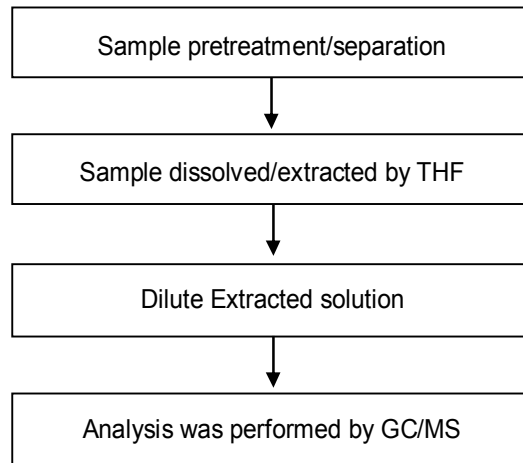 Sample pretreatment/separation
Sample dissolved/extracted by THF
Dilute Extracted solution
Analysis was performed by GC/MS